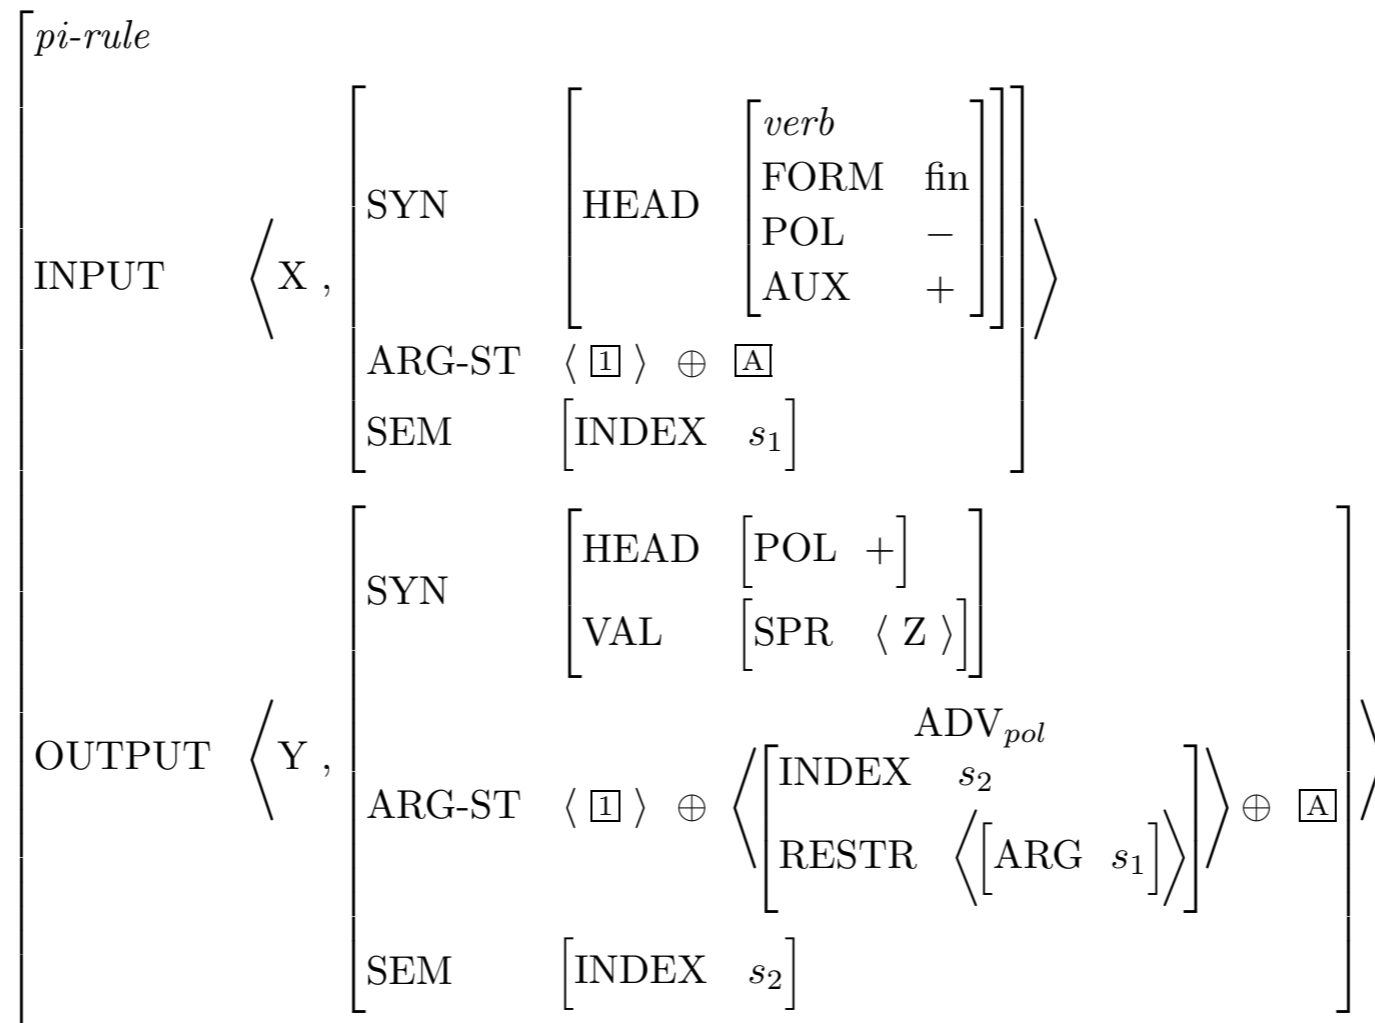 pi-rule
verb
FORM fin
SYN HEAD POL −
AUX +
INPUT ⟨ X ,
ARG-ST ⟨ 1 ⟩ ⊕ A
SEM [INDEX s₁]
HEAD [POL +]
SYN
VAL [SPR ⟨ Z ⟩]
ADV_pol
OUTPUT ⟨ Y , INDEX s₂
ARG-ST ⟨ 1 ⟩ ⊕ ⊕ A
RESTR ⟨[ARG s₁]⟩
SEM [INDEX s₂]